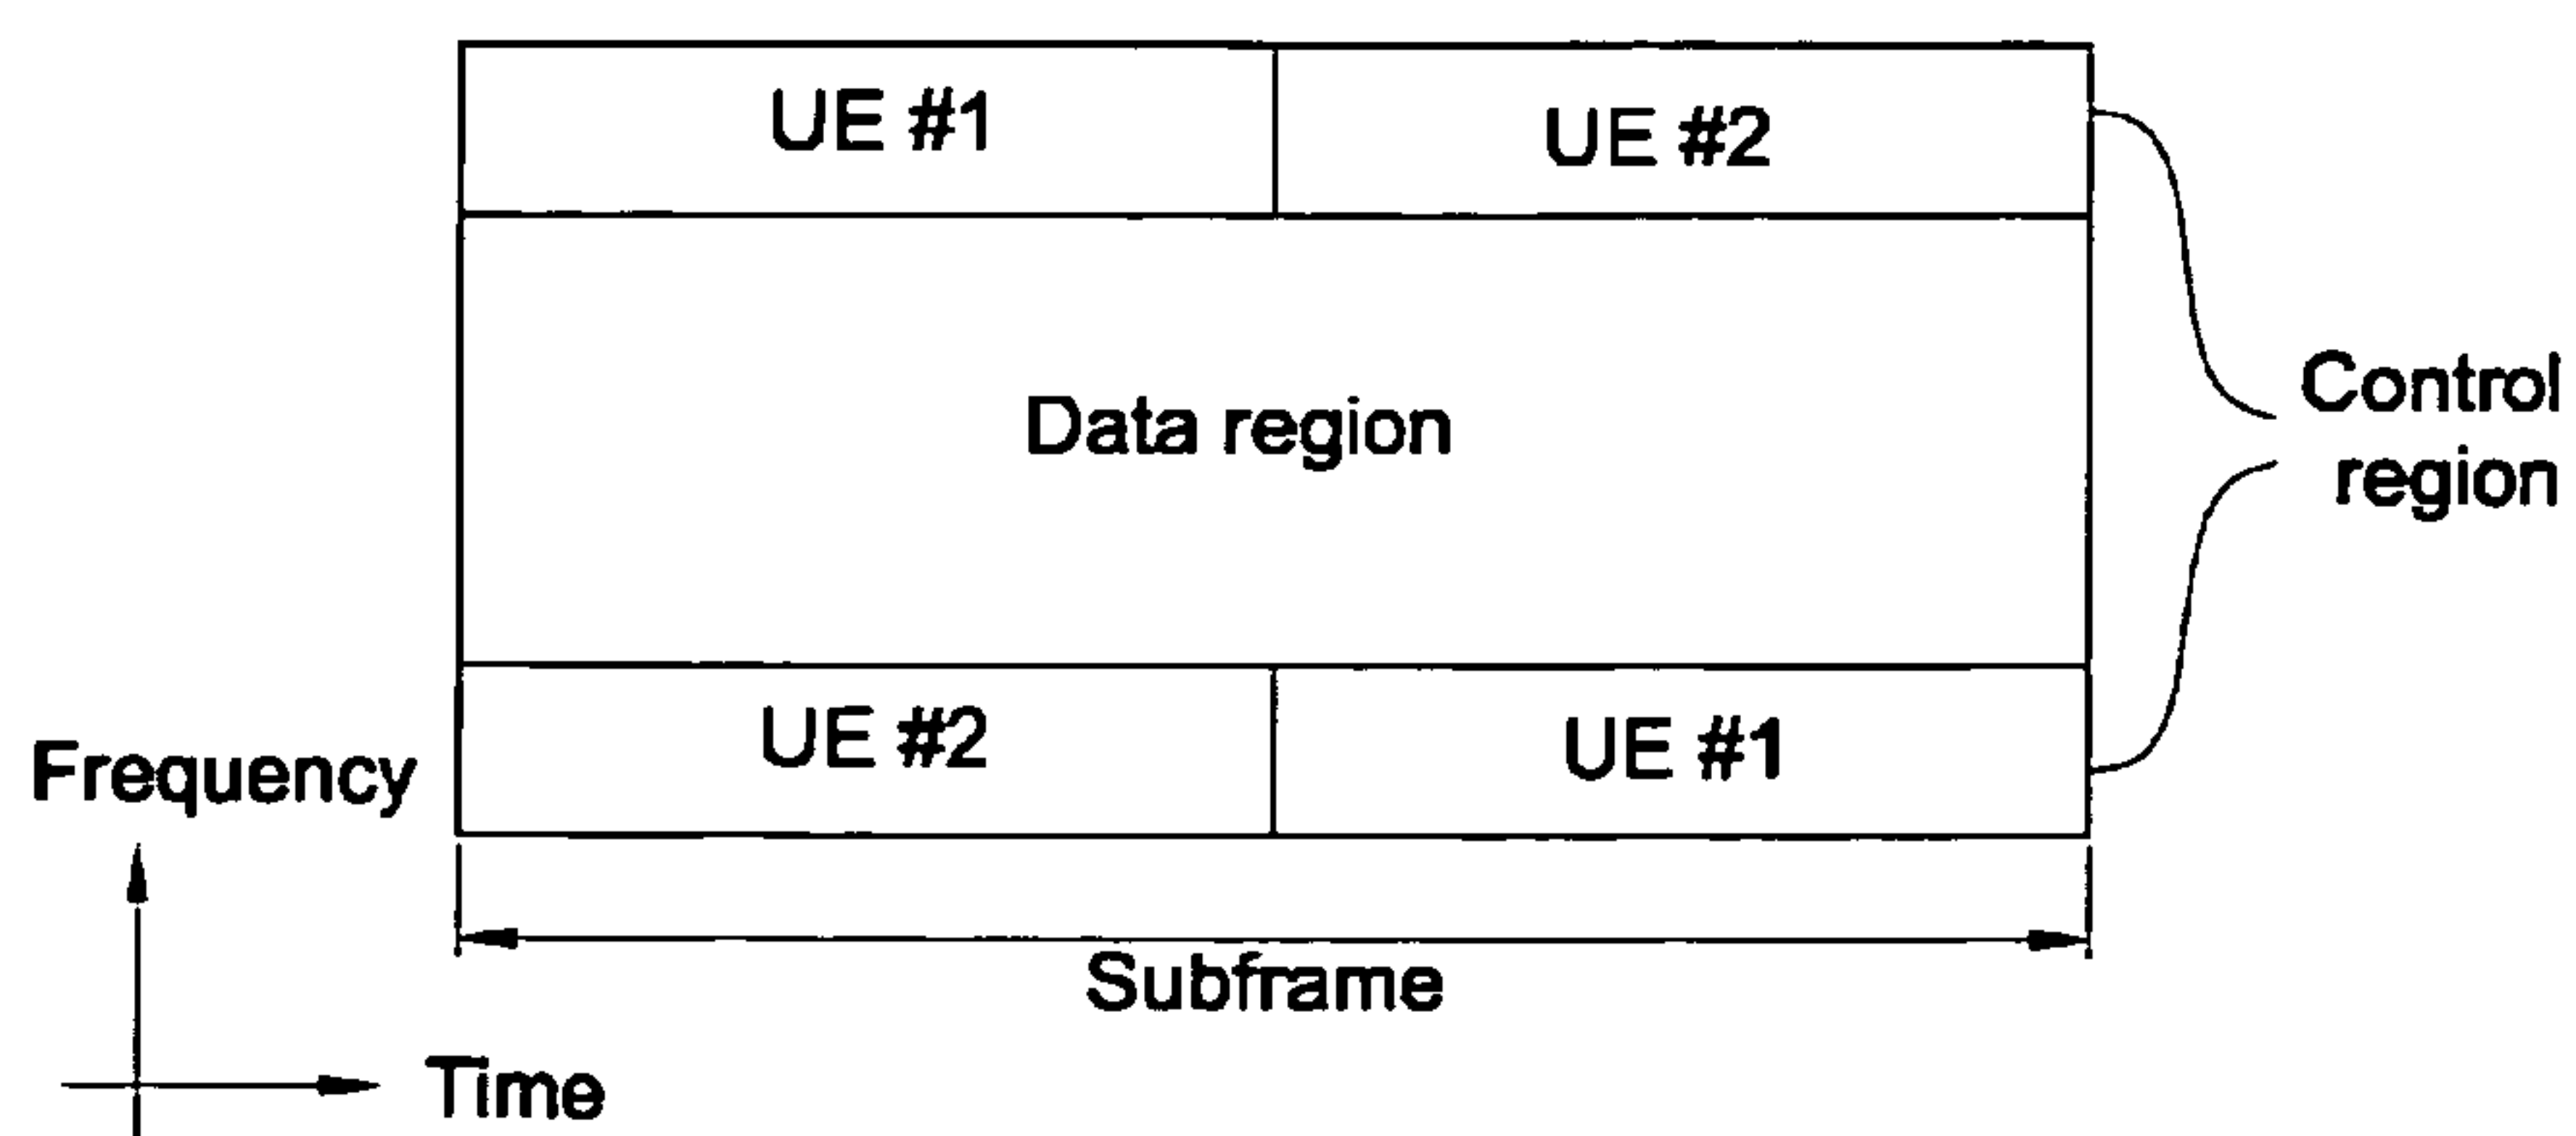 UE #1
UE #2
Data region
Control
region
UE #2
UE #1
Frequency
Subframe
Time